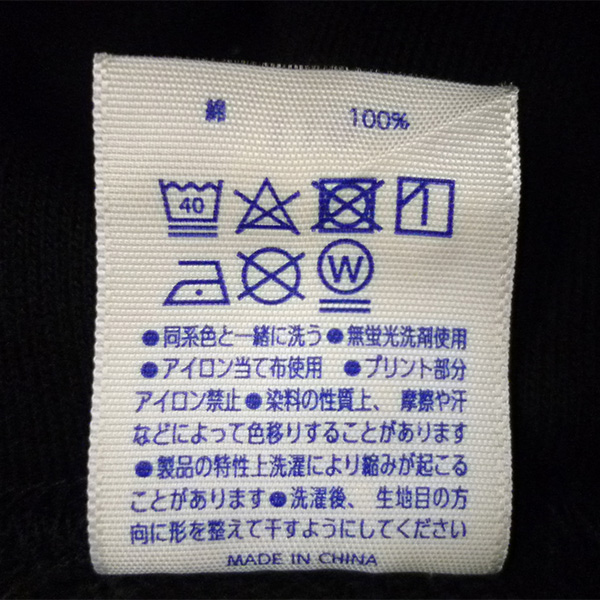 綿 100%
40
W
●同系色と一緒に洗う●無蛍光洗剤使用
●アイロン当て布使用 ●プリント部分
アイロン禁止●染料の性質上、摩擦や汗
などによって色移りすることがあります
●製品の特性上洗濯により縮みが起こる
ことがあります●洗濯後、生地目の方
向に形を整えて干すようにしてください
MADE IN CHINA